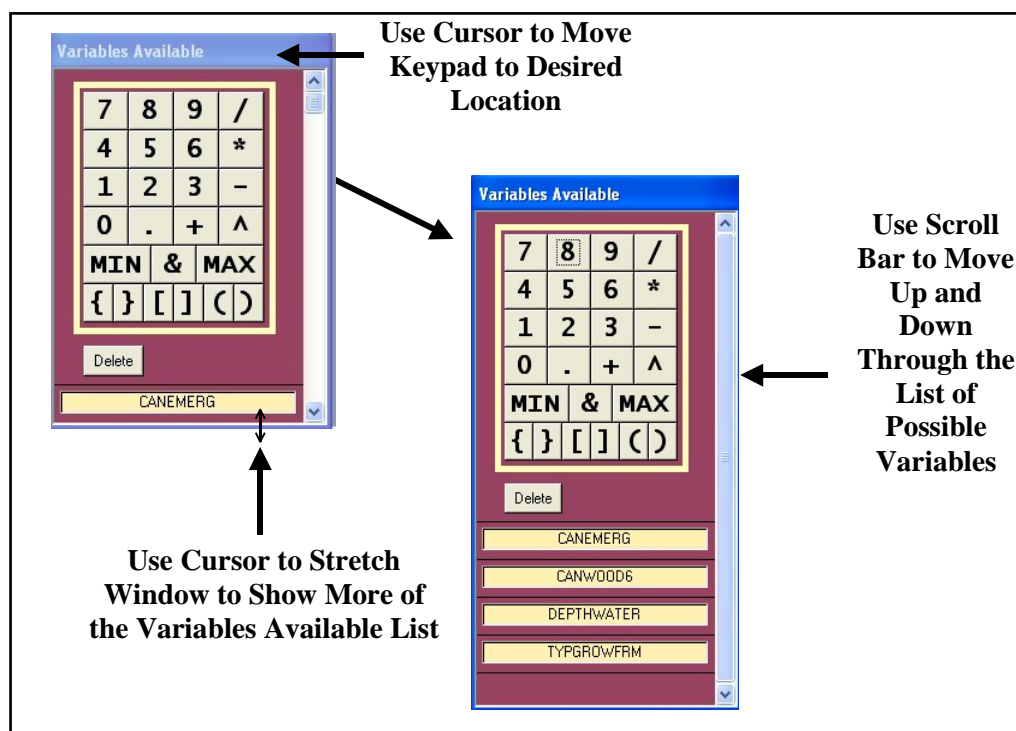 Variables Available
7 8 9 /
4 5 6 *
1 2 3 -
0 . + ^
MIN & MAX
{ } [ ] ( )
Delete
CANEMERG
Use Cursor to Move
Keypad to Desired
Location
Variables Available
7 8 9 /
4 5 6 *
1 2 3 -
0 . + ^
MIN & MAX
{ } [ ] ( )
Delete
CANEMERG
CANWOOD6
DEPTHWATER
TYPGROWFRM
Use Scroll
Bar to Move
Up and
Down
Through the
List of
Possible
Variables
Use Cursor to Stretch
Window to Show More of
the Variables Available List